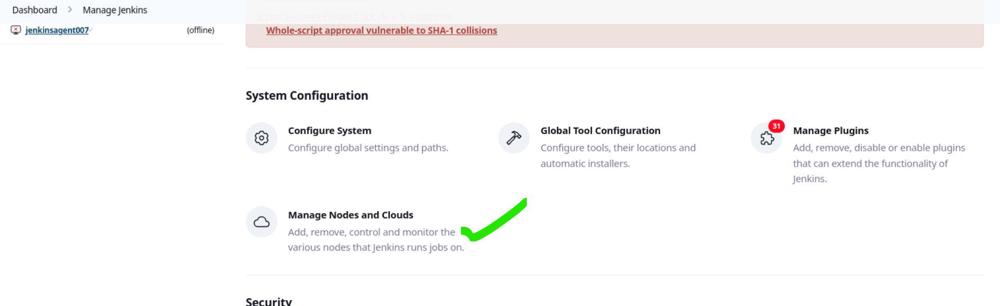 Dashboard > Manage Jenkins
jenkinsagent007 (offline)
Script Security Plugin 1189.vb_a_b_7c8fd5fde
Whole-script approval vulnerable to SHA-1 collisions
System Configuration
Configure System
Configure global settings and paths.
Global Tool Configuration
Configure tools, their locations and
automatic installers.
31
Manage Plugins
Add, remove, disable or enable plugins
that can extend the functionality of
Jenkins.
Manage Nodes and Clouds
Add, remove, control and monitor the
various nodes that Jenkins runs jobs on.
Security